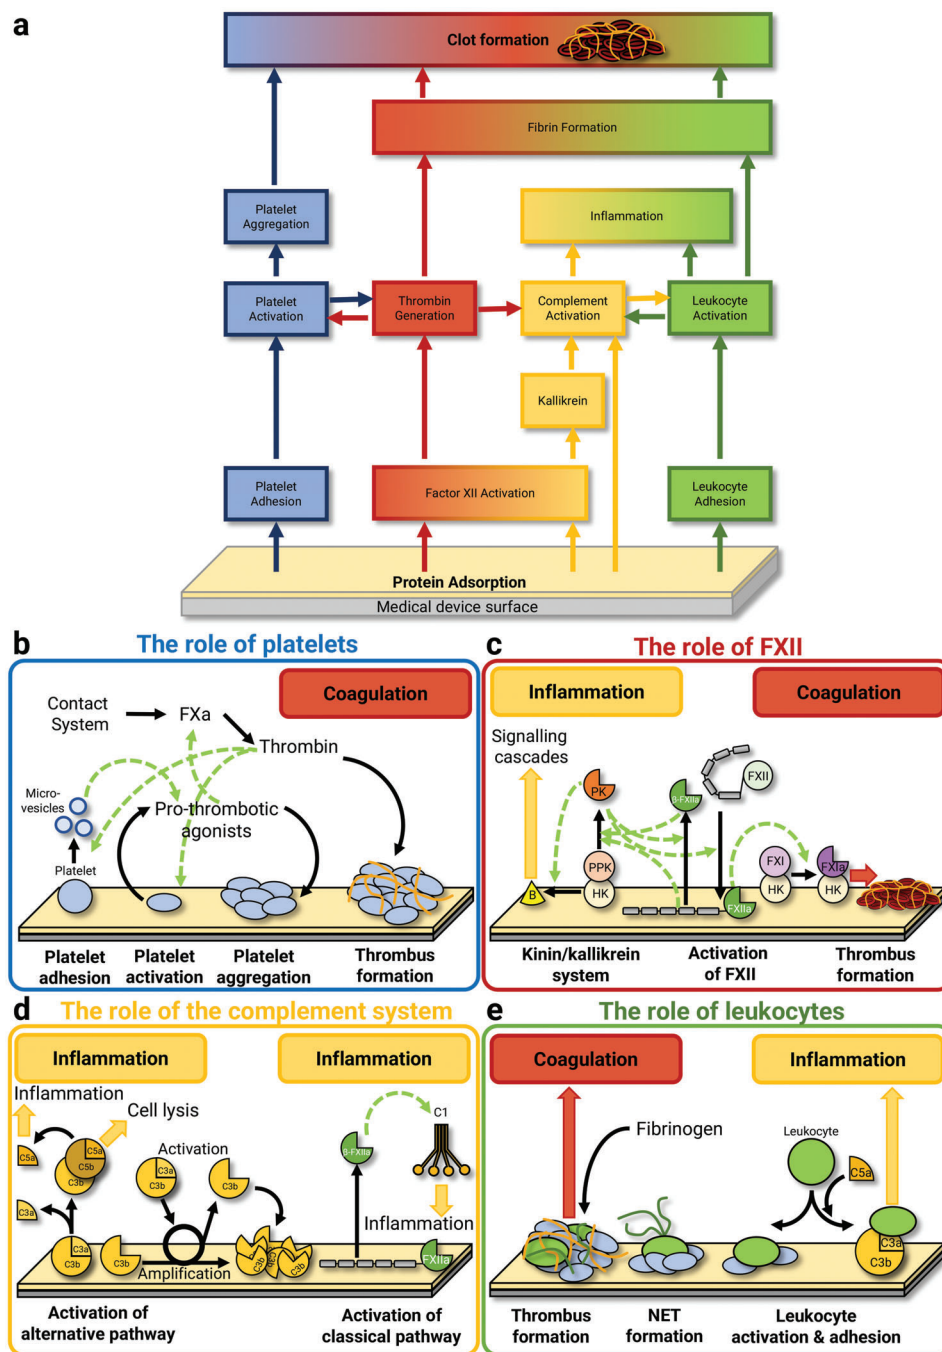 a
Clot formation
Fibrin Formation
Platelet
Aggregation
Inflammation
Platelet
Activation
Thrombin
Generation
Complement
Activation
Leukocyte
Activation
Kallikrein
Platelet
Adhesion
Factor XII Activation
Leukocyte
Adhesion
Protein Adsorption
Medical device surface
b
The role of platelets
Coagulation
Contact
System
FXa
Thrombin
Micro-
vesicles
Pro-thrombotic
agonists
Platelet
Platelet
adhesion
Platelet
activation
Platelet
aggregation
Thrombus
formation
c
The role of FXII
Inflammation
Coagulation
Signalling
cascades
PK
β-FXIIa
FXII
PPK
HK
B
FXIIa
FXI
HK
FXIa
HK
Kinin/kallikrein
system
Activation
of FXII
Thrombus
formation
d
The role of the complement system
Inflammation
Inflammation
Inflammation
Cell lysis
C5a
C5a
C5b
C3b
Activation
C3a
C3b
C3b
C3a
C3a
C3b
C3b
Amplification
C3b
C3b
C3b
β-FXIIa
C1
Inflammation
FXIIa
Activation of
alternative pathway
Activation of
classical pathway
e
The role of leukocytes
Coagulation
Inflammation
Fibrinogen
Leukocyte
C5a
C3a
C3b
Thrombus
formation
NET
formation
Leukocyte
activation & adhesion